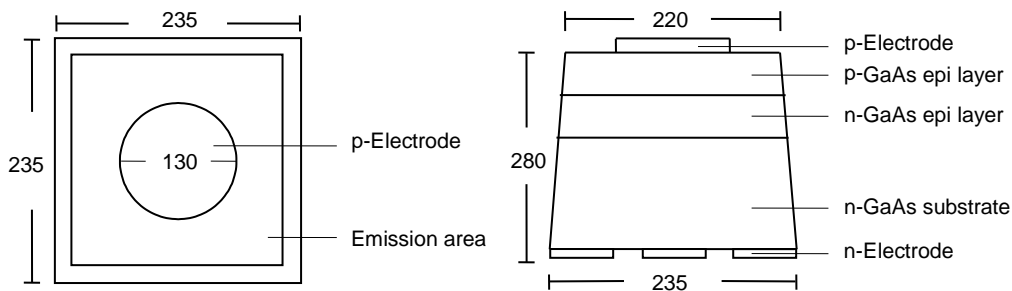 235
235
130
p-Electrode
Emission area
220
280
p-Electrode
p-GaAs epi layer
n-GaAs epi layer
n-GaAs substrate
n-Electrode
235